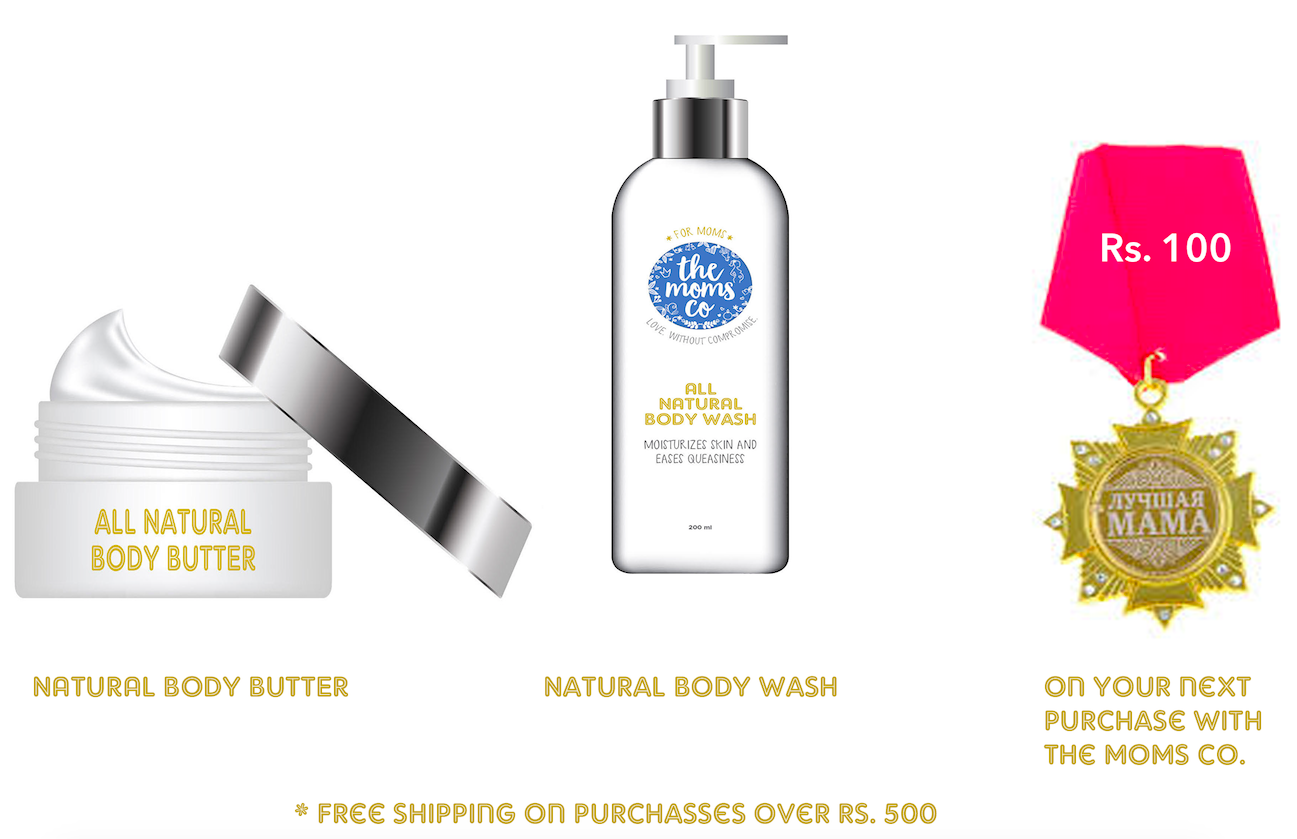 ALL NATURAL
BODY BUTTER
NATURAL BODY BUTTER
FOR MOMS
the
moms
co
LOVE. WITHOUT COMPROMISE.
ALL
NATURAL
BODY WASH
MOISTURIZES SKIN AND
EASES QUEASINESS
200 ml
NATURAL BODY WASH
Rs. 100
ЛУЧШАЯ
МАМА
ON YOUR NEXT
PURCHASE WITH
THE MOMS CO.
* FREE SHIPPING ON PURCHASSES OVER RS. 500